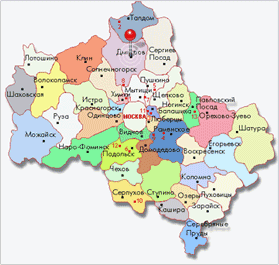 Талдом
Дмитров
Сергиев
Посад
Лотошино
Клин
Солнечногорск
Пушкино
Волоколамск
Шаховская
Истра
Красногорск
Химки
Мытищи
Щелково
Ногинск
Балашиха
Павловский
Посад
Орехово-Зуево
МОСКВА
Одинцово
Руза
Люберцы
Раменское
Шатура
Можайск
Видное
Наро-Фоминск
Подольск
Домодедово
Воскресенск
Егорьевск
Чехов
Коломна
Серпухов
Ступино
Озеры
Луховицы
Зарайск
Кашира
Серебряные
Пруды
10